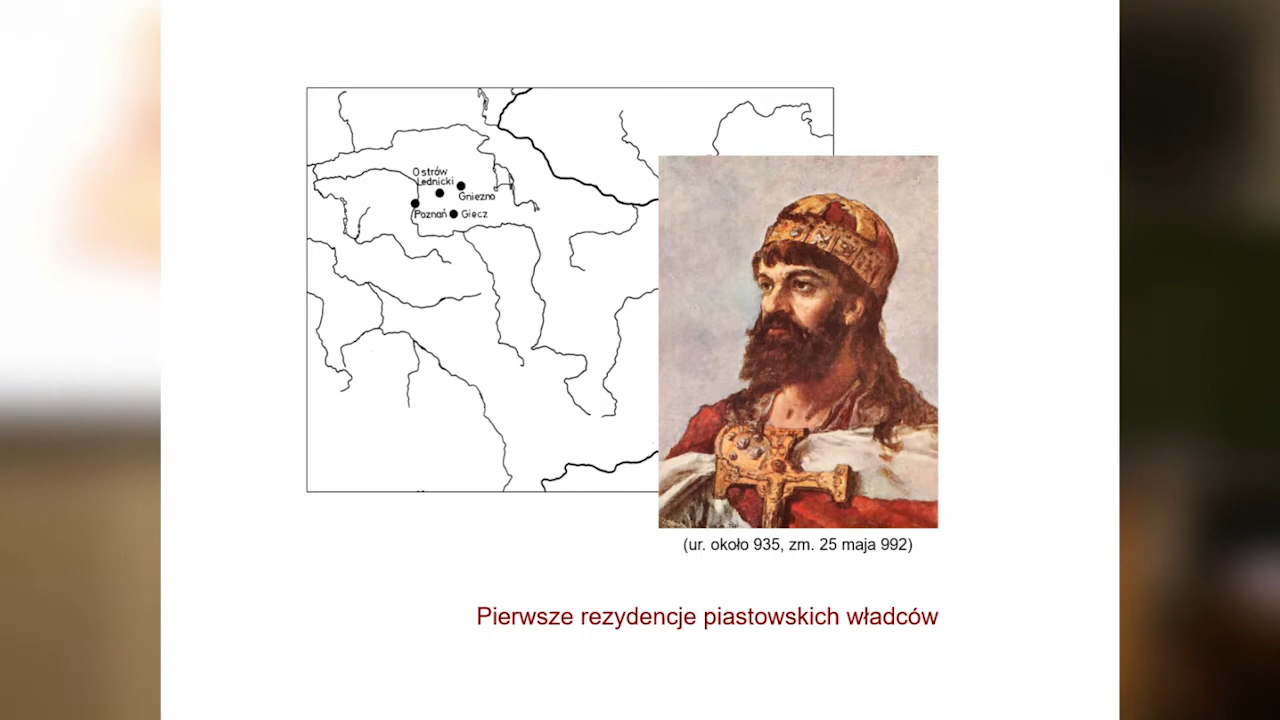 Ostrów
Lednicki
Gniezno
Poznań
Giecz
(ur. około 935, zm. 25 maja 992)
Pierwsze rezydencje piastowskich władców